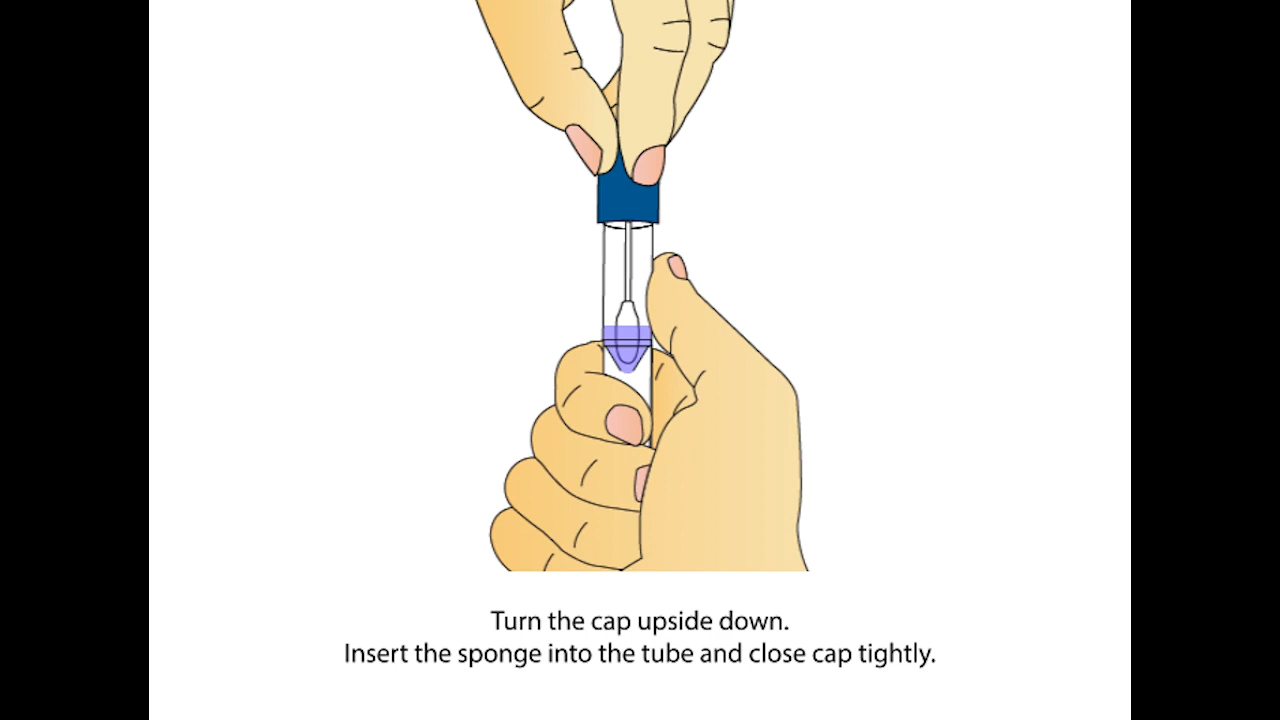 Turn the cap upside down.
Insert the sponge into the tube and close cap tightly.